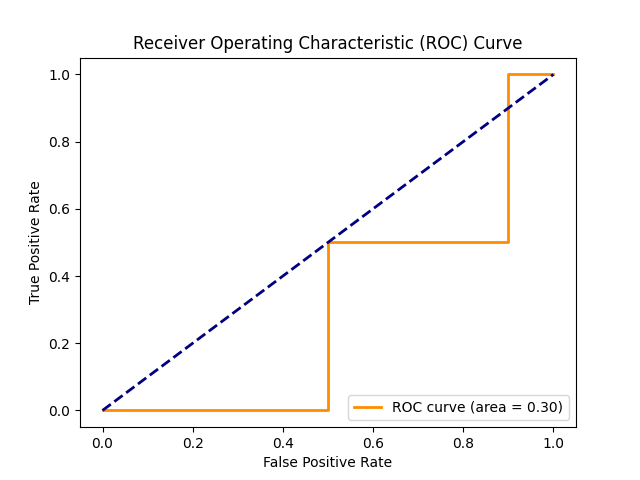 Receiver Operating Characteristic (ROC) Curve
1.0
0.8
0.6
0.4
0.2
0.0
True Positive Rate
ROC curve (area = 0.30)
0.0 0.2 0.4 0.6 0.8 1.0
False Positive Rate